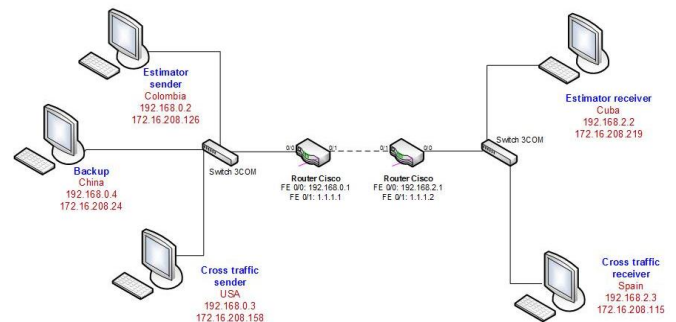 Estimator
sender
Colombia
192.168.0.2
172.16.208.126
Backup
China
192.168.0.4
172.16.208.24
Cross traffic
sender
USA
192.168.0.3
172.16.208.158
Switch 3COM
0/0
0/1
Router Cisco
FE 0/0: 192.168.0.1
FE 0/1: 1.1.1.1
0/1
0/0
Router Cisco
FE 0/0: 192.168.2.1
FE 0/1: 1.1.1.2
Switch 3COM
Estimator receiver
Cuba
192.168.2.2
172.16.208.219
Cross traffic
receiver
Spain
192.168.2.3
172.16.208.115